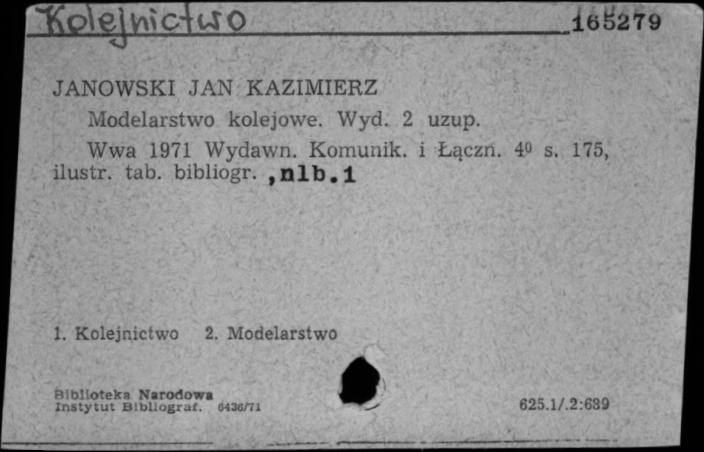 Kolejnictwo
165279
JANOWSKI JAN KAZIMIERZ
Modelarstwo kolejowe. Wyd. 2 uzup.
Wwa 1971 Wydawn. Komunik. i Łączn. 4⁰ s. 175,
ilustr. tab. bibliogr. ,nlb.1
1. Kolejnictwo 2. Modelarstwo
Biblioteka Narodowa
Instytut Bibliograf. 6436/71
625.1/.2:689